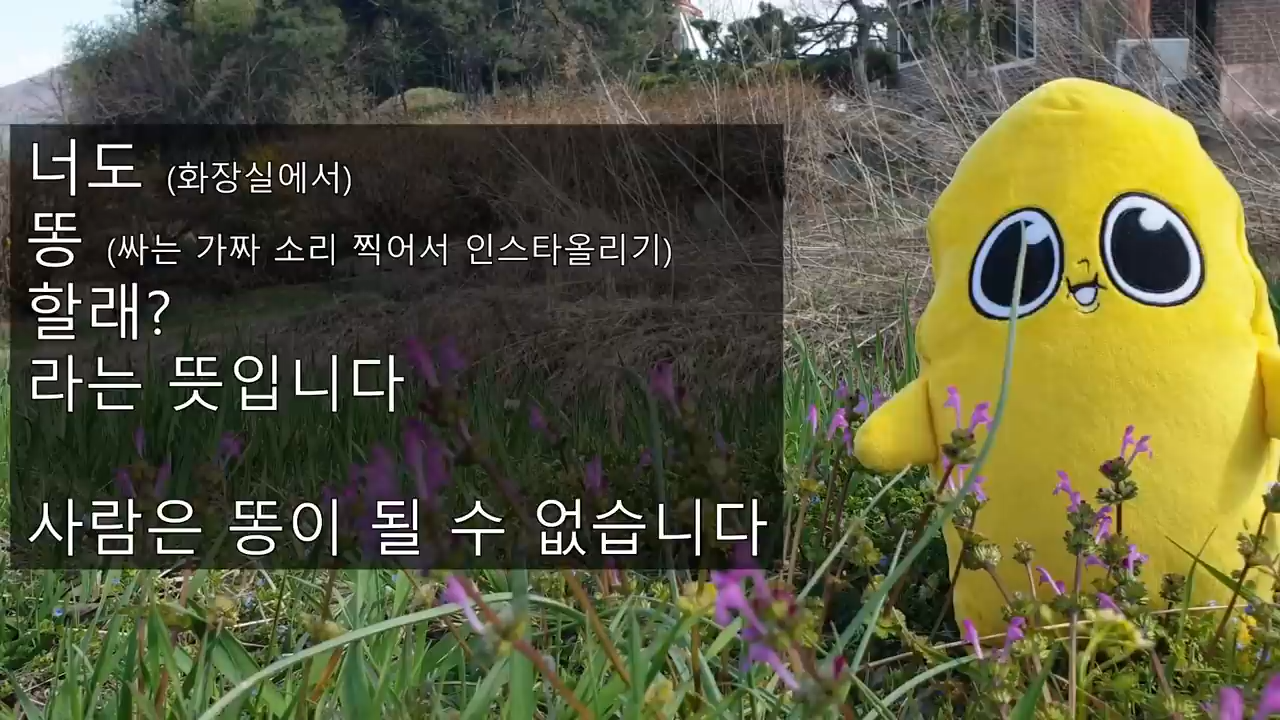 너도 (화장실에서)
똥 (싸는 가짜 소리 찍어서 인스타올리기)
할래?
라는 뜻입니다
사람은 똥이 될 수 없습니다